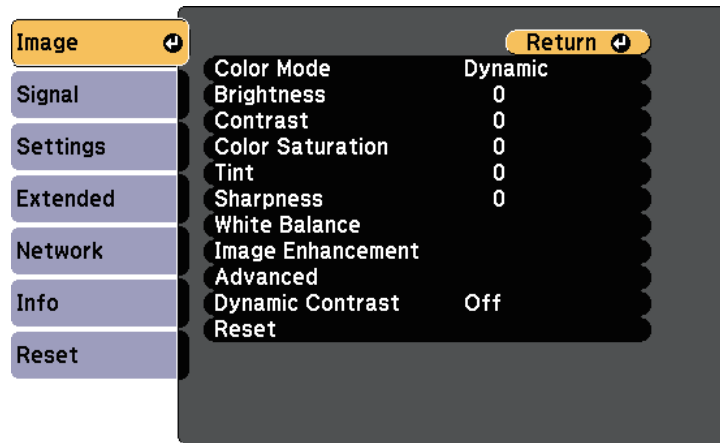 Image
Signal
Settings
Extended
Network
Info
Reset
Return
Color Mode Dynamic
Brightness 0
Contrast 0
Color Saturation 0
Tint 0
Sharpness 0
White Balance
Image Enhancement
Advanced
Dynamic Contrast Off
Reset